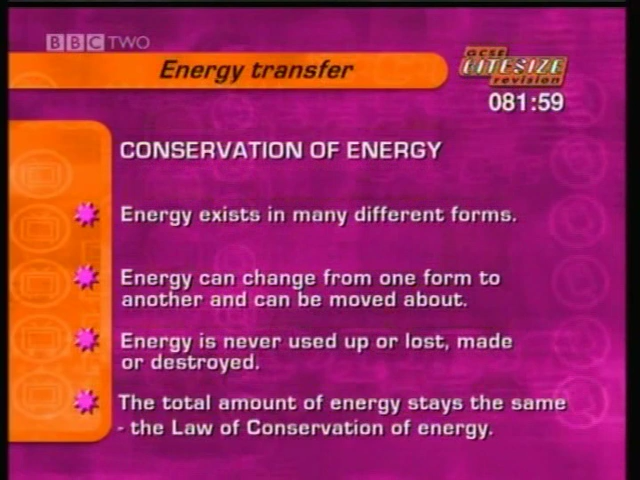 BBC TWO
Energy transfer
GCSE
BITESIZE
revision
081:59
CONSERVATION OF ENERGY
Energy exists in many different forms.
Energy can change from one form to
another and can be moved about.
Energy is never used up or lost, made
or destroyed.
The total amount of energy stays the same
- the Law of Conservation of energy.